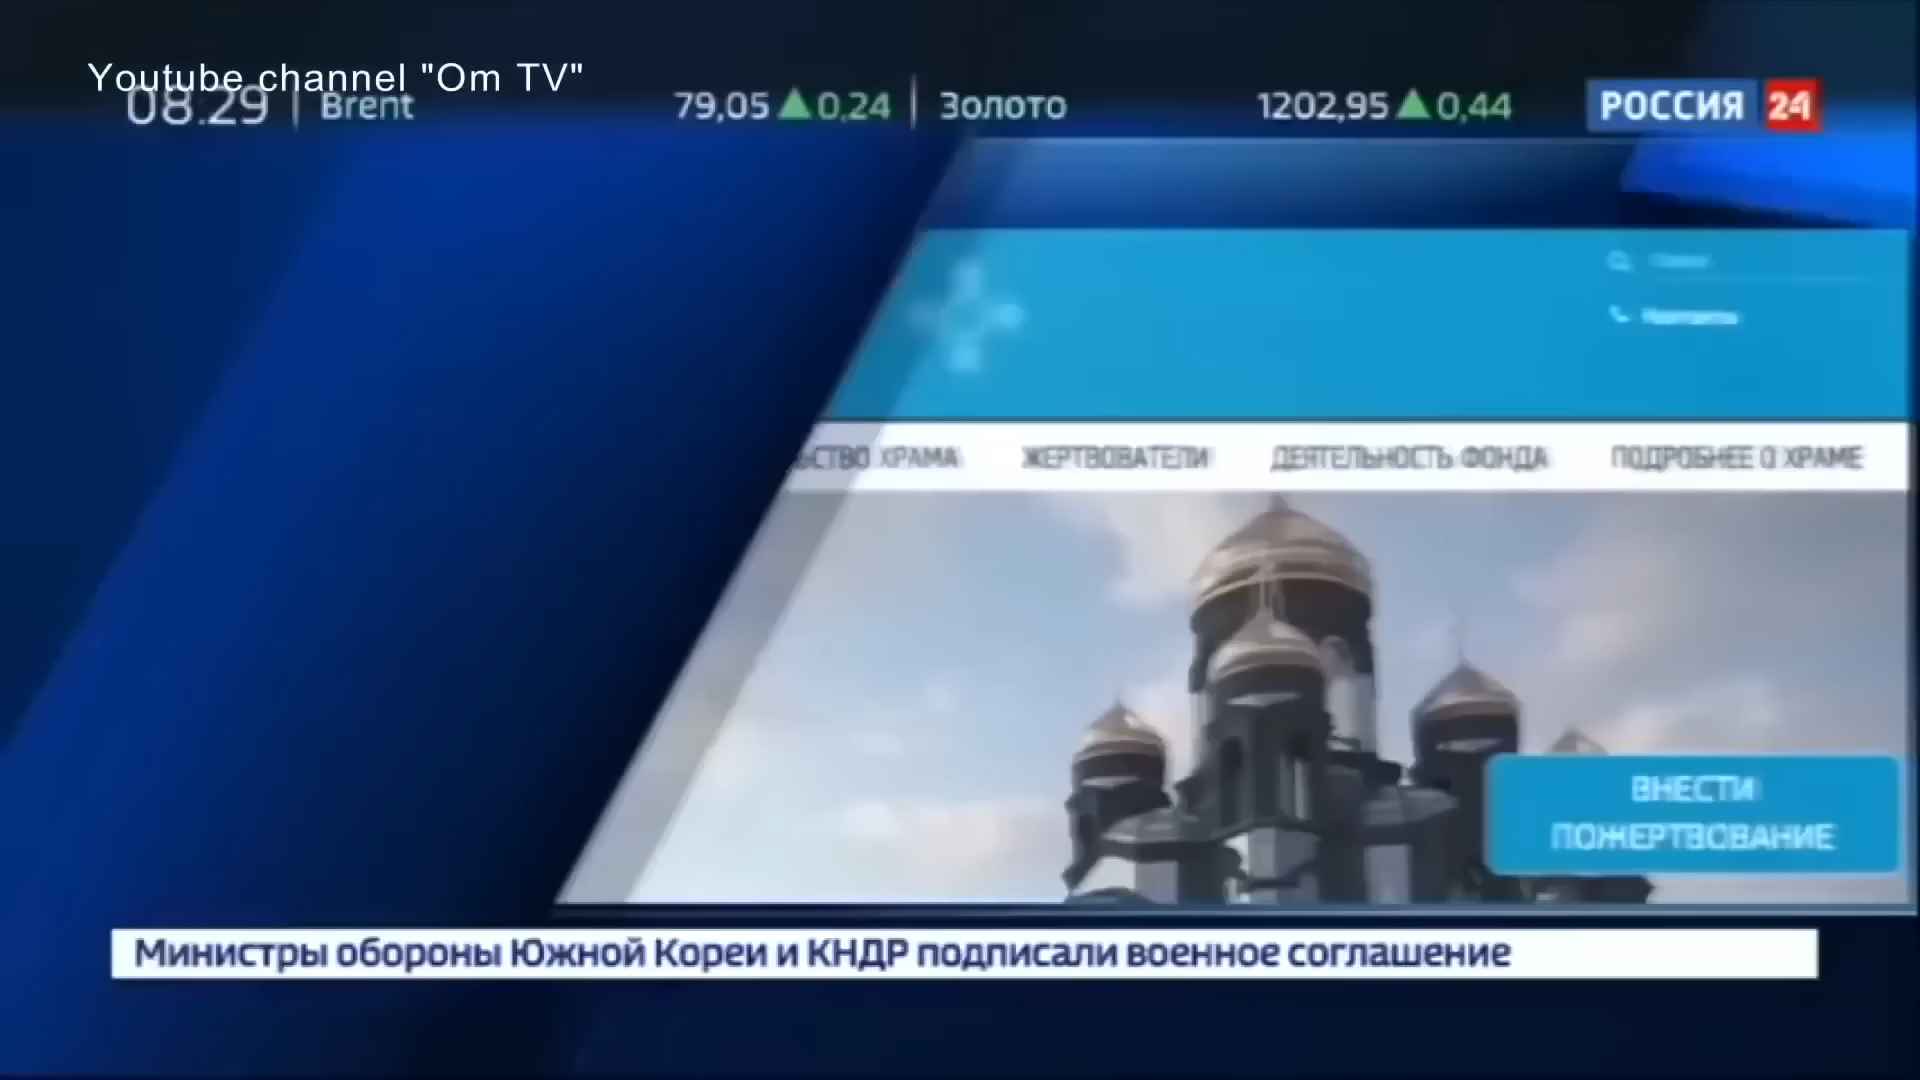 Youtube channel "Om TV"
08:29 Brent 79,05 0,24 Золото 1202,95 0,44 РОССИЯ 24
ХРАМА ЖЕРТВОВАТЕЛИ ДЕЯТЕЛЬНОСТЬ ФОНДА ПОДРОБНЕЕ О ХРАМЕ
ВНЕСТИ
ПОЖЕРТВОВАНИЕ
Министры обороны Южной Кореи и КНДР подписали военное соглашение